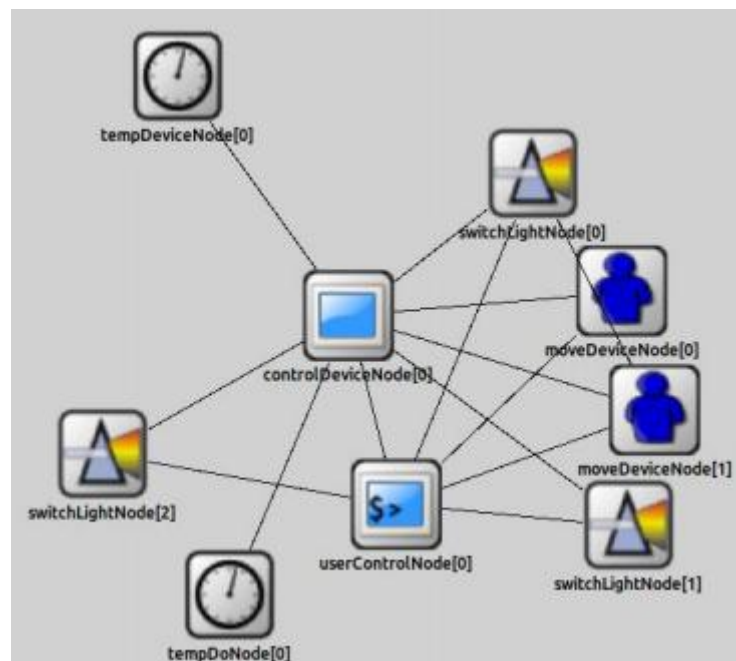 tempDeviceNode[0]
switchLightNode[0]
moveDeviceNode[0]
controlDeviceNode[0]
moveDeviceNode[1]
switchLightNode[2]
$>
userControlNode[0]
switchLightNode[1]
tempDoNode[0]